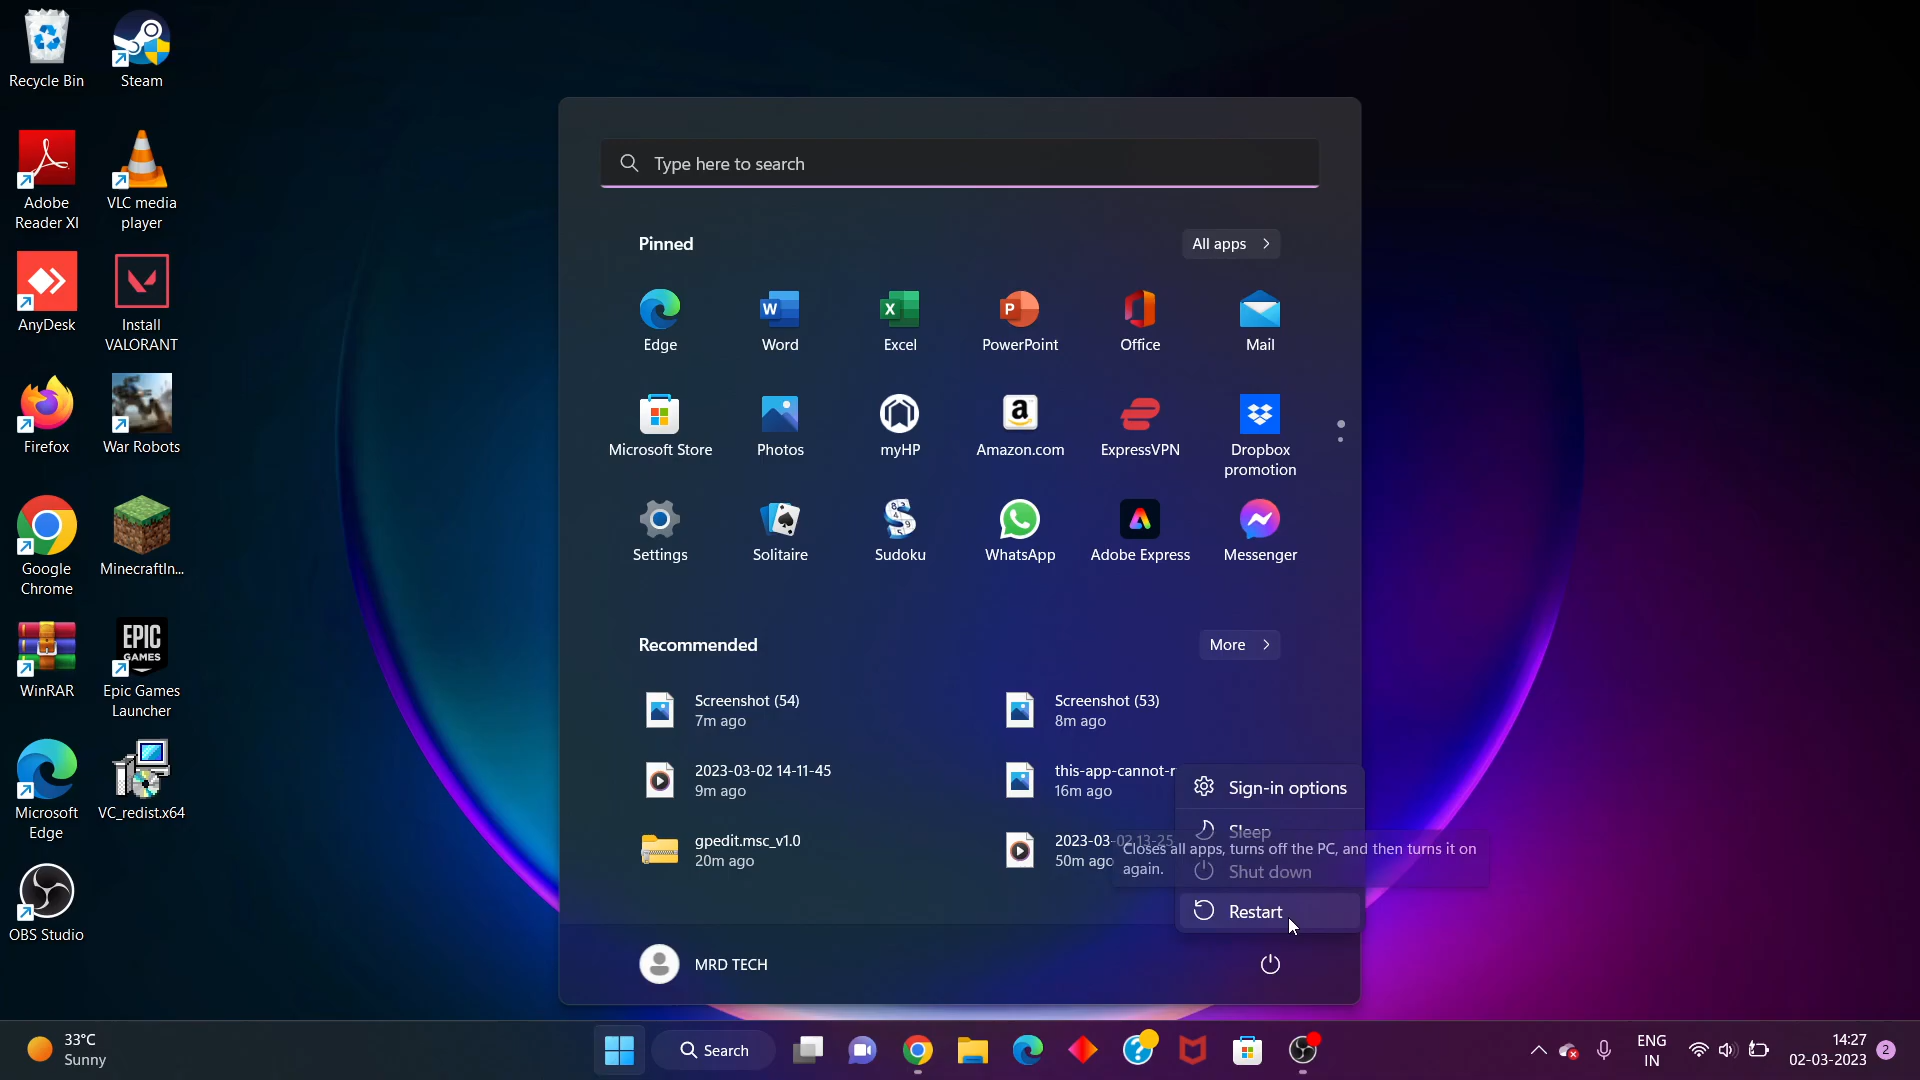 Recycle Bin
Steam
Adobe
Reader XI
VLC media
player
AnyDesk
Install
VALORANT
Firefox
War Robots
Google
Chrome
MinecraftIn...
WinRAR
EPIC
GAMES
Epic Games
Launcher
Microsoft
Edge
VC_redist.x64
OBS Studio
Type here to search
Pinned
All apps
Edge
Word
Excel
PowerPoint
Office
Mail
Microsoft Store
Photos
myHP
Amazon.com
ExpressVPN
Dropbox
promotion
Settings
Solitaire
Sudoku
WhatsApp
Adobe Express
Messenger
Recommended
More
Screenshot (54)
7m ago
Screenshot (53)
8m ago
2023-03-02 14-11-45
9m ago
this-app-cannot-r
16m ago
gpedit.msc_v1.0
20m ago
2023-03-02 13-25
50m ago
Sign-in options
Sleep
Closes all apps, turns off the PC, and then turns it on
again.
Shut down
Restart
MRD TECH
33°C
Sunny
Search
ENG
IN
14:27
02-03-2023
2